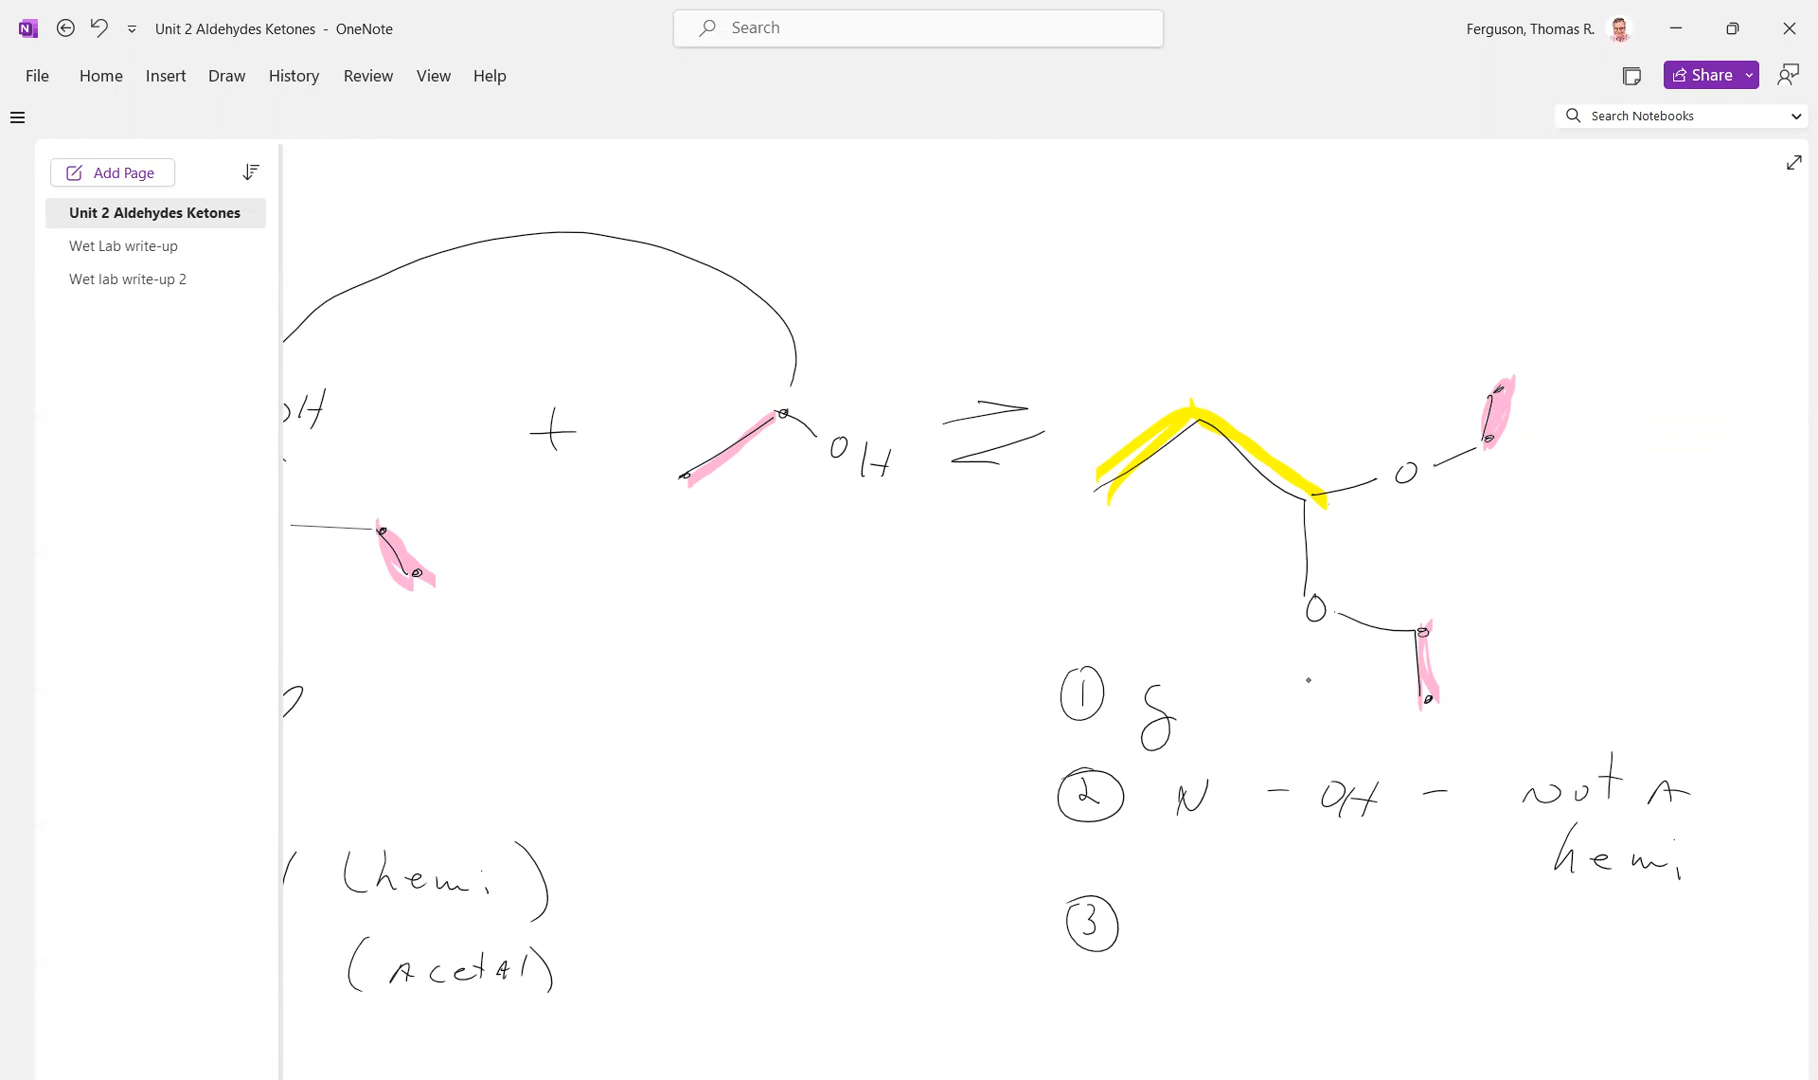 Unit 2 Aldehydes Ketones - OneNote
Search
Ferguson, Thomas R.
File Home Insert Draw History Review View Help
Share
Search Notebooks
Add Page
Unit 2 Aldehydes Ketones
Wet Lab write-up
Wet lab write-up 2
OH
+
OH
O
O
1
2 N - OH - Not A
hemi
3
(hemi)
(Acetal)